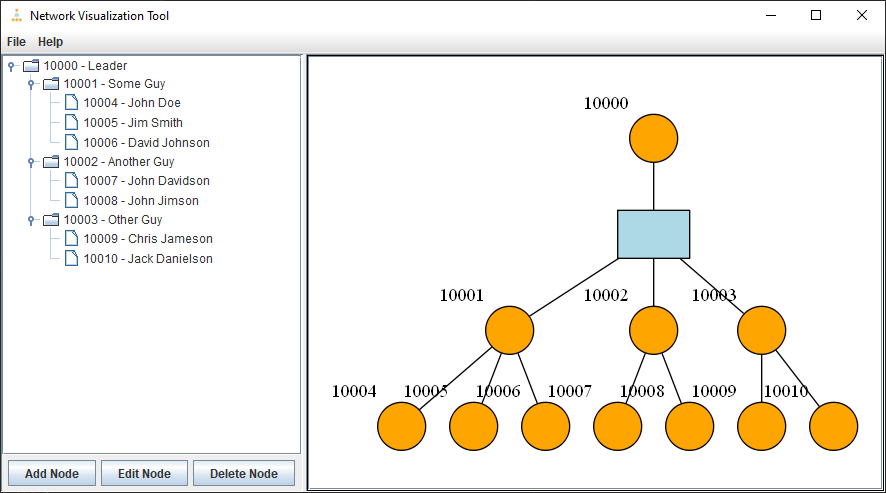 Network Visualization Tool
File Help
10000 - Leader
10001 - Some Guy
10004 - John Doe
10005 - Jim Smith
10006 - David Johnson
10002 - Another Guy
10007 - John Davidson
10008 - John Jimson
10003 - Other Guy
10009 - Chris Jameson
10010 - Jack Danielson
Add Node Edit Node Delete Node
10000
10001 10002 10003
10004 10005 10006 10007 10008 10009 10010